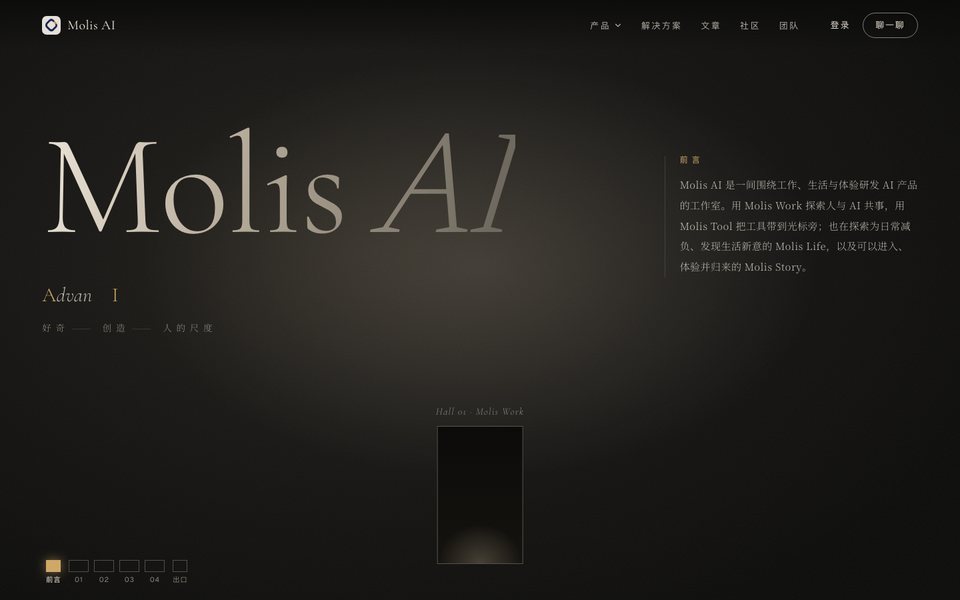 Molis AI
产品
解决方案
文章
社区
团队
登录
聊一聊
Molis AI
前言
Molis AI 是一间围绕工作、生活与体验研发 AI 产品
的工作室。用 Molis Work 探索人与 AI 共事，用
Molis Tool 把工具带到光标旁；也在探索为日常减
负、发现生活新意的 Molis Life，以及可以进入、
体验并归来的 Molis Story。
Advan I
好奇 创造 人的尺度
Hall 01 · Molis Work
前言 01 02 03 04 出口